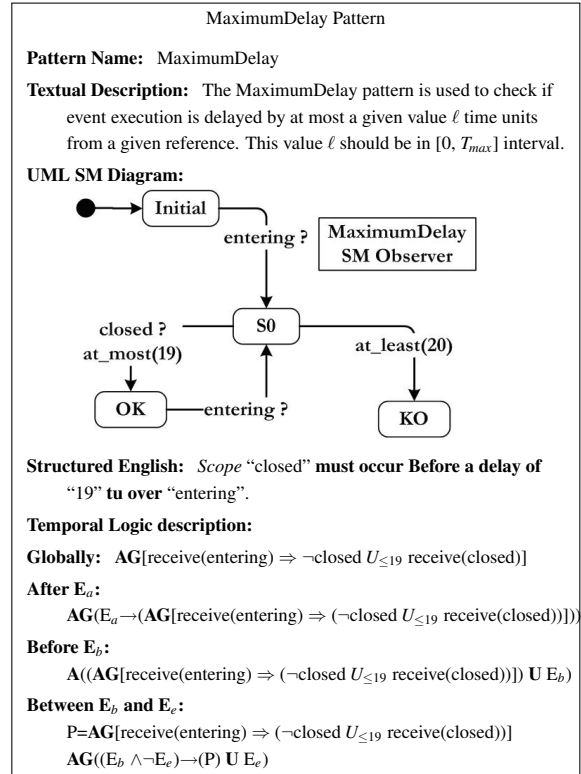 MaximumDelay Pattern
Pattern Name: MaximumDelay
Textual Description: The MaximumDelay pattern is used to check if
event execution is delayed by at most a given value ℓ time units
from a given reference. This value ℓ should be in [0, Tmax] interval.
UML SM Diagram:
Initial
entering ?
MaximumDelay
SM Observer
closed ?
S0
at_most(19)
at_least(20)
OK
entering ?
KO
Structured English: Scope “closed” must occur Before a delay of
“19” tu over “entering”.
Temporal Logic description:
Globally: AG[receive(entering) ⇒ ¬closed U≤19 receive(closed)]
After Ea:
AG(Ea→(AG[receive(entering) ⇒ (¬closed U≤19 receive(closed))]))
Before Eb:
A((AG[receive(entering) ⇒ (¬closed U≤19 receive(closed))]) U Eb)
Between Eb and Ee:
P=AG[receive(entering) ⇒ (¬closed U≤19 receive(closed))]
AG((Eb ∧¬Ee)→(P) U Ee)